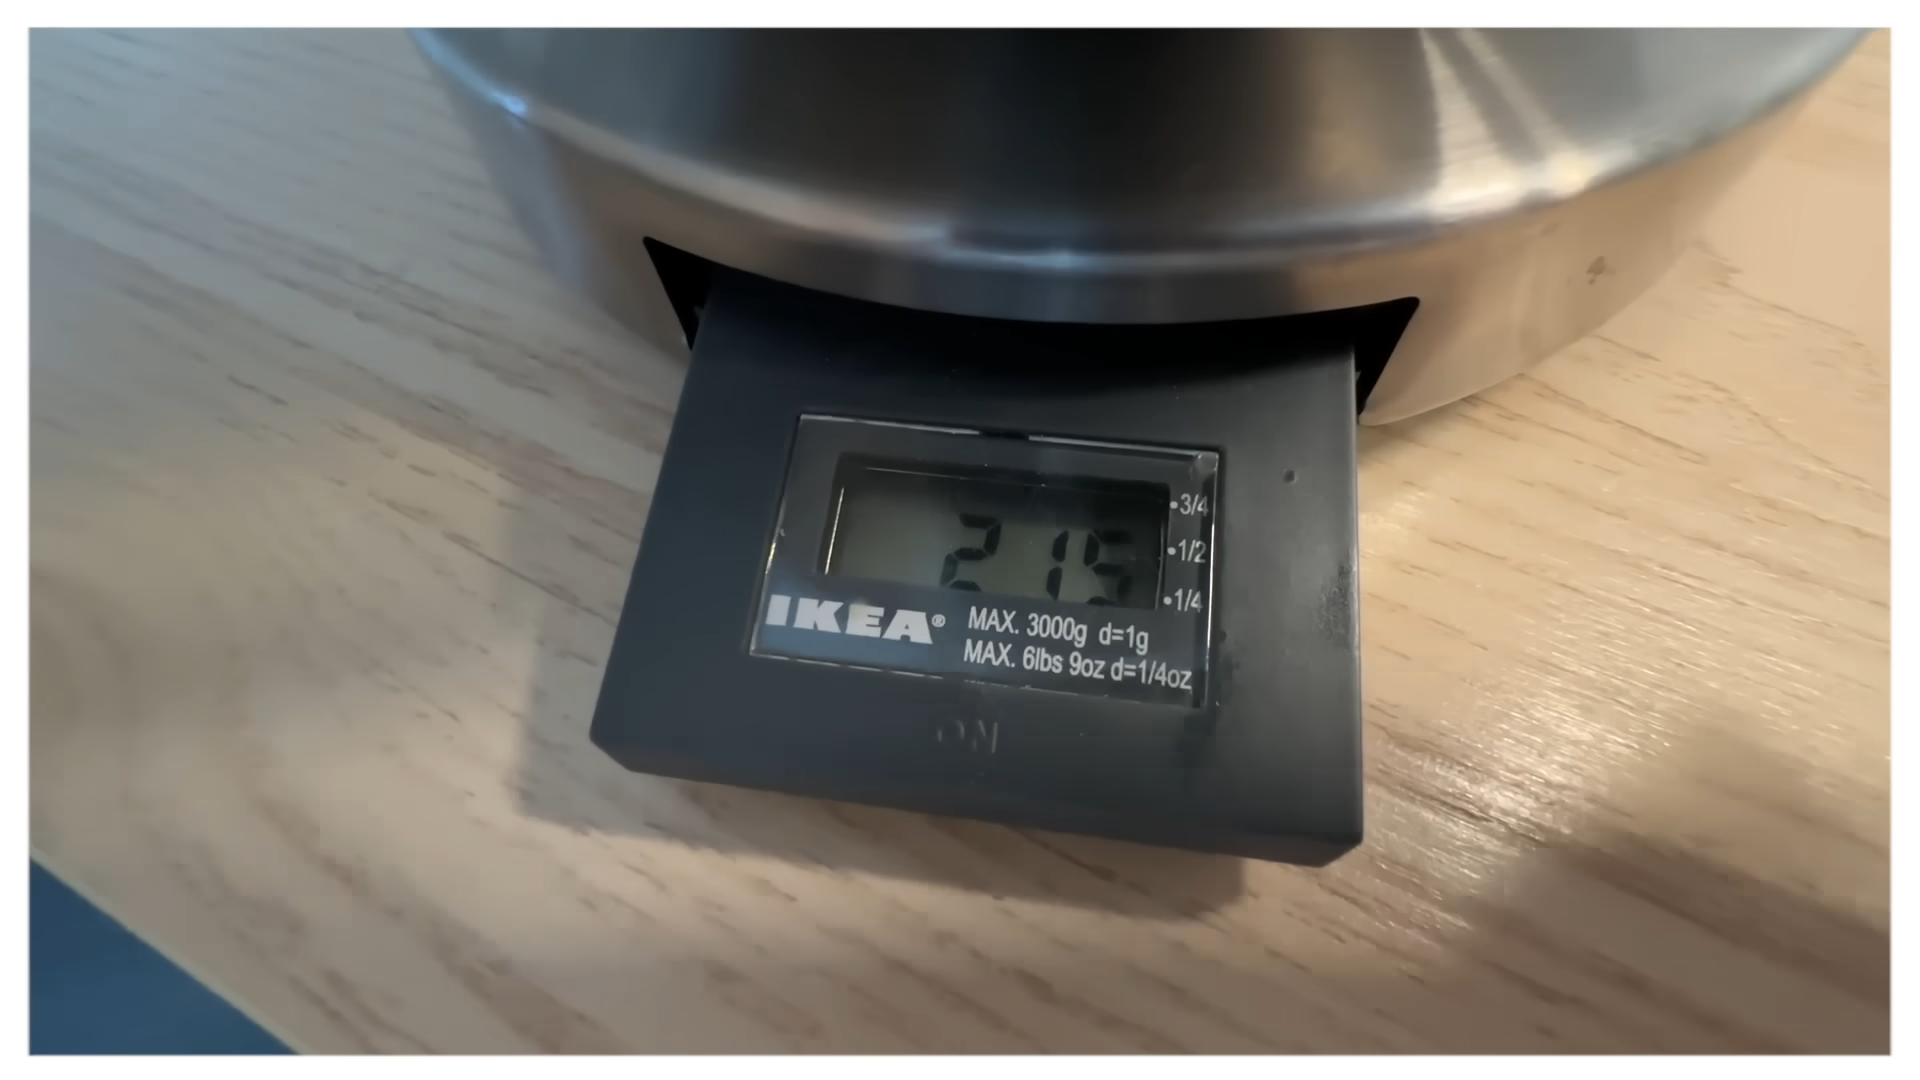 215
•3/4
•1/2
•1/4
IKEA®
MAX. 3000g d=1g
MAX. 6lbs 9oz d=1/4oz
ON